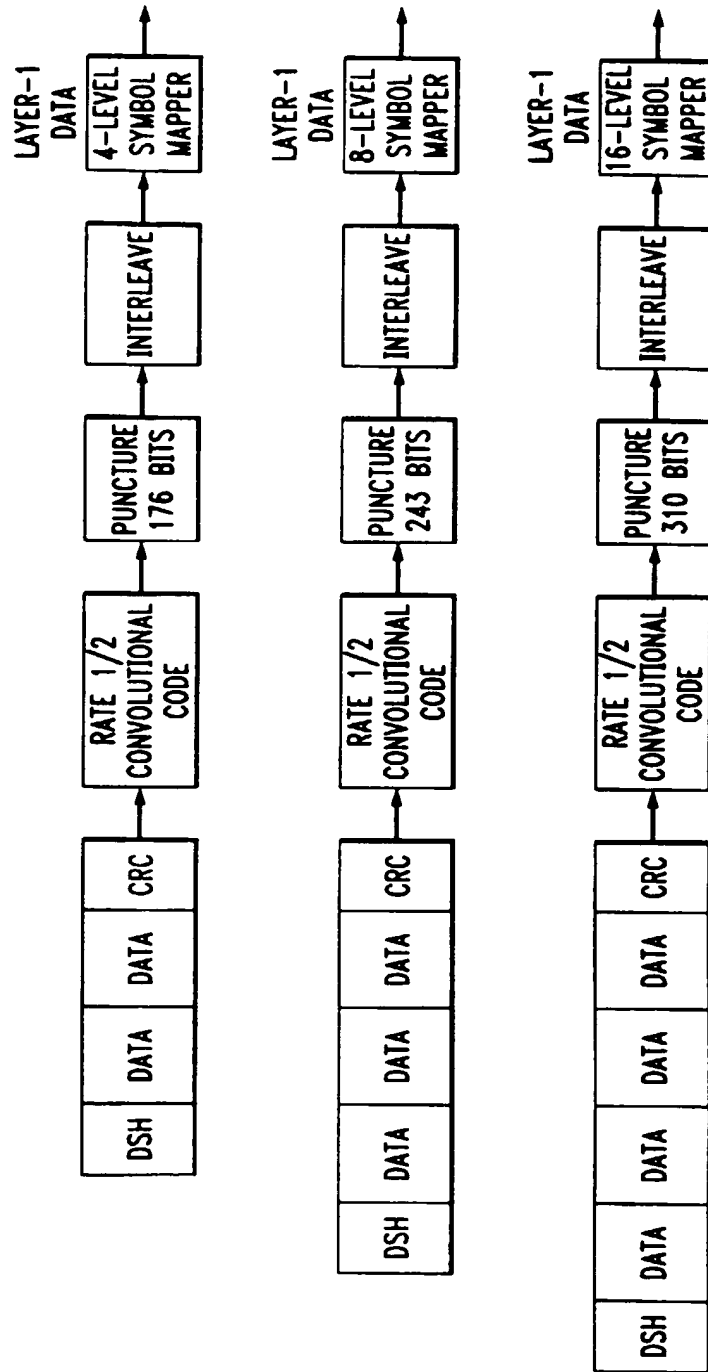 DSH
DATA
DATA
CRC
RATE 1/2
CONVOLUTIONAL
CODE
PUNCTURE
176 BITS
INTERLEAVE
LAYER-1
DATA
4-LEVEL
SYMBOL
MAPPER
DSH
DATA
DATA
DATA
CRC
RATE 1/2
CONVOLUTIONAL
CODE
PUNCTURE
243 BITS
INTERLEAVE
LAYER-1
DATA
8-LEVEL
SYMBOL
MAPPER
DSH
DATA
DATA
DATA
DATA
CRC
RATE 1/2
CONVOLUTIONAL
CODE
PUNCTURE
310 BITS
INTERLEAVE
LAYER-1
DATA
16-LEVEL
SYMBOL
MAPPER